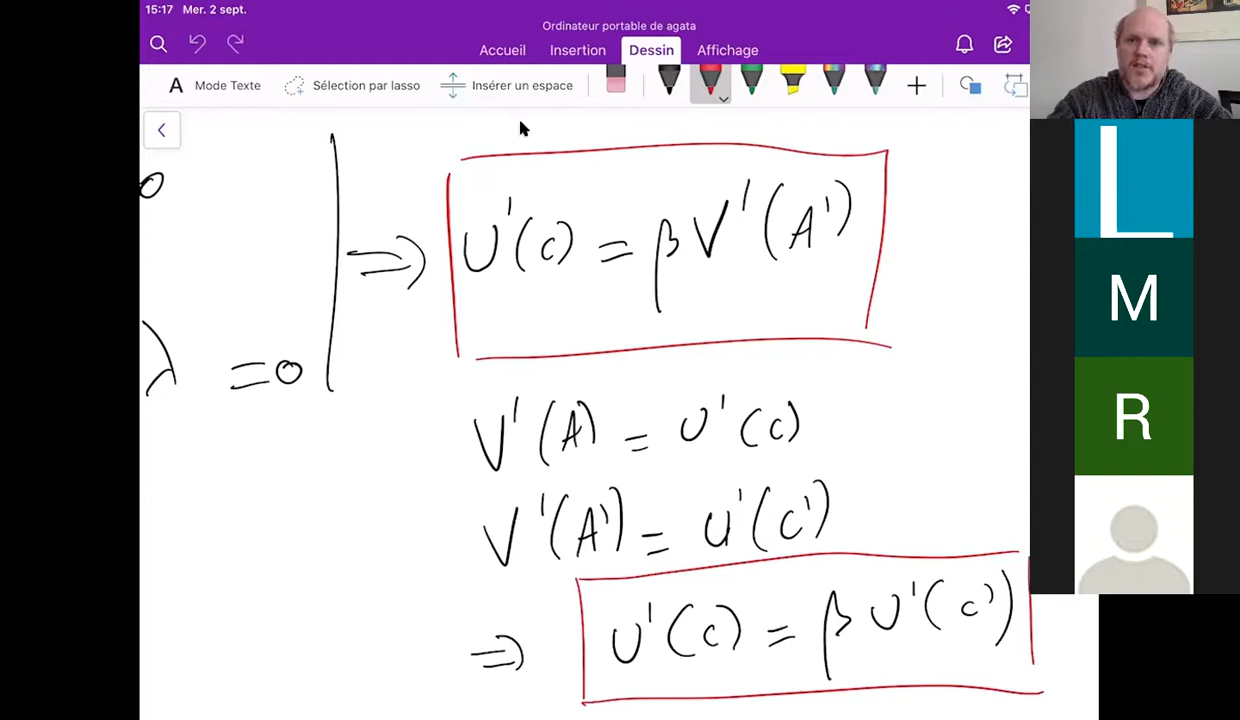 15:17 Mer. 2 sept.
Ordinateur portable de agata
Accueil Insertion Dessin Affichage
A Mode Texte Sélection par lasso Insérer un espace
0
⇒ U'(C) = βV'(A')
λ = 0
V'(A) = U'(C)
V'(A') = U'(C')
⇒ U'(C) = βU'(C')
L
M
R